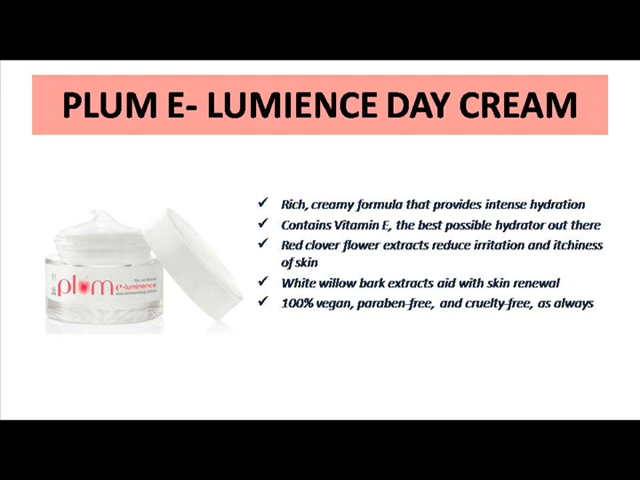 PLUM E- LUMIENCE DAY CREAM
✓ Rich, creamy formula that provides intense hydration
✓ Contains Vitamin E, the best possible hydrator out there
✓ Red clover flower extracts reduce irritation and itchiness
of skin
✓ White willow bark extracts aid with skin renewal
✓ 100% vegan, paraben-free, and cruelty-free, as always
plum e-luminence